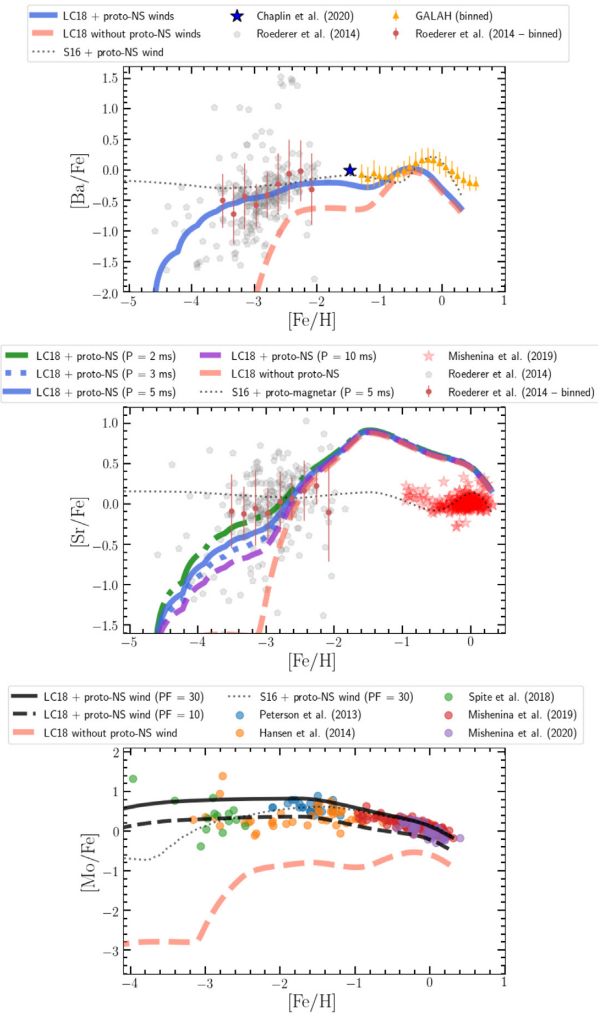 LC18 + proto-NS winds Chaplin et al. (2020) GALAH (binned)
LC18 without proto-NS winds Roederer et al. (2014) Roederer et al. (2014 – binned)
S16 + proto-NS wind
1.5
1.0
0.5
0.0
−0.5
−1.0
−1.5
−2.0
[Ba/Fe]
−5 −4 −3 −2 −1 0 1
[Fe/H]
LC18 + proto-NS (P = 2 ms) LC18 + proto-NS (P = 10 ms) Mishenina et al. (2019)
LC18 + proto-NS (P = 3 ms) LC18 without proto-NS Roederer et al. (2014)
LC18 + proto-NS (P = 5 ms) S16 + proto-magnetar (P = 5 ms) Roederer et al. (2014 – binned)
1.0
0.5
0.0
−0.5
−1.0
−1.5
[Sr/Fe]
−5 −4 −3 −2 −1 0
[Fe/H]
LC18 + proto-NS wind (PF = 30) S16 + proto-NS wind (PF = 30) Spite et al. (2018)
LC18 + proto-NS wind (PF = 10) Peterson et al. (2013) Mishenina et al. (2019)
LC18 without proto-NS wind Hansen et al. (2014) Mishenina et al. (2020)
2
1
0
−1
−2
−3
[Mo/Fe]
−4 −3 −2 −1 0 1
[Fe/H]